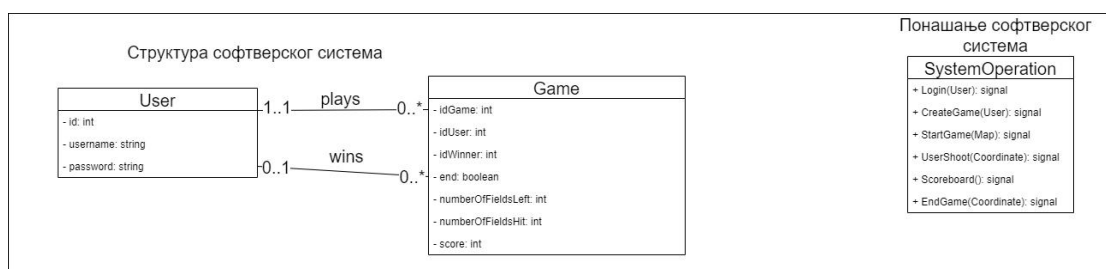 Структура софтверског система
User
- id: int
- username: string
- password: string
1..1
plays
0..*
0..1
wins
0..*
Game
- idGame: int
- idUser: int
- idWinner: int
- end: boolean
- numberOfFieldsLeft: int
- numberOfFieldsHit: int
- score: int
Понашање софтверског
система
SystemOperation
+ Login(User): signal
+ CreateGame(User): signal
+ StartGame(Map): signal
+ UserShoot(Coordinate): signal
+ Scoreboard(): signal
+ EndGame(Coordinate): signal